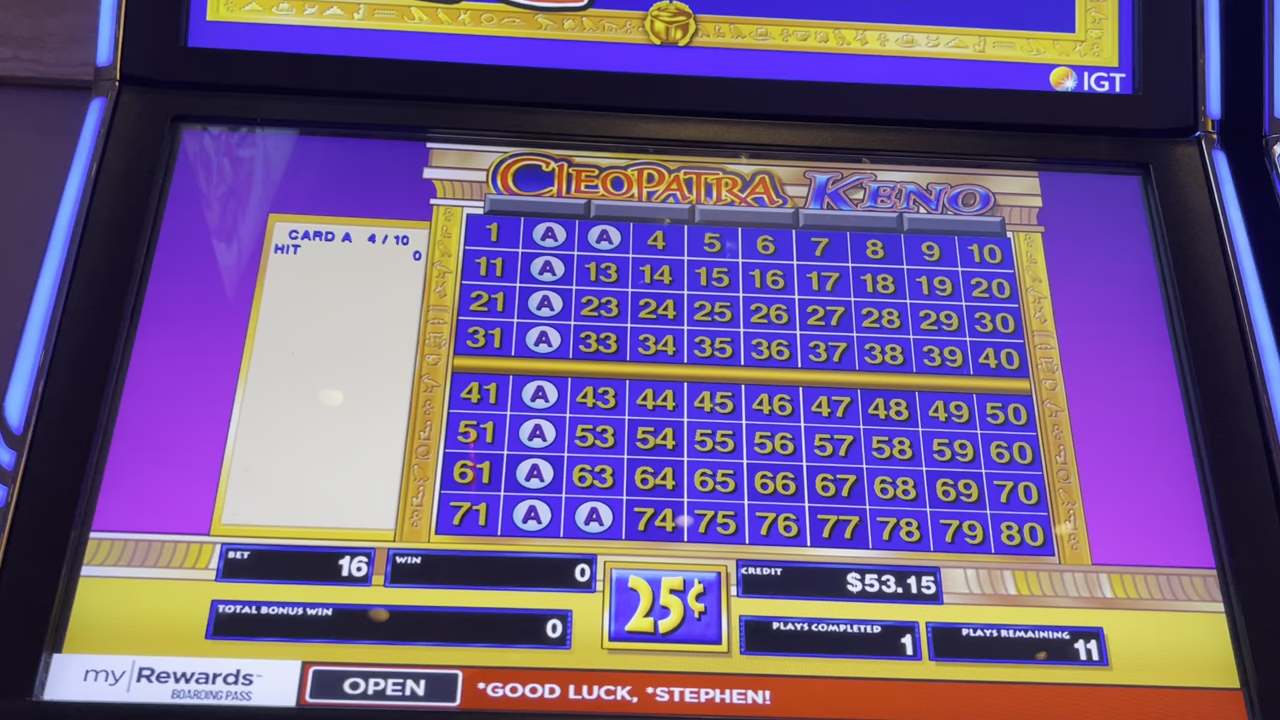 IGT
CLEOPATRA KENO
CARD A 4/10
HIT 0
1 A A 4 5 6 7 8 9 10
11 A 13 14 15 16 17 18 19 20
21 A 23 24 25 26 27 28 29 30
31 A 33 34 35 36 37 38 39 40
41 A 43 44 45 46 47 48 49 50
51 A 53 54 55 56 57 58 59 60
61 A 63 64 65 66 67 68 69 70
71 A A 74 75 76 77 78 79 80
BET 16
WIN 0
25¢
CREDIT $53.15
TOTAL BONUS WIN 0
PLAYS COMPLETED 1
PLAYS REMAINING 11
my|Rewards™
BOARDING PASS
OPEN
*GOOD LUCK, *STEPHEN!